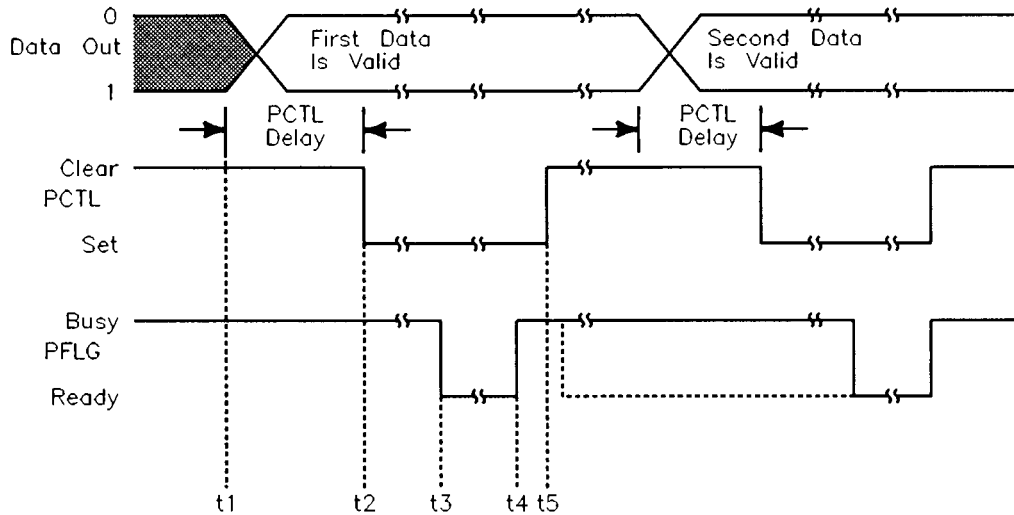 0
Data Out
1
First Data
Is Valid
Second Data
Is Valid
PCTL
Delay
PCTL
Delay
Clear
PCTL
Set
Busy
PFLG
Ready
t1
t2
t3
t4
t5